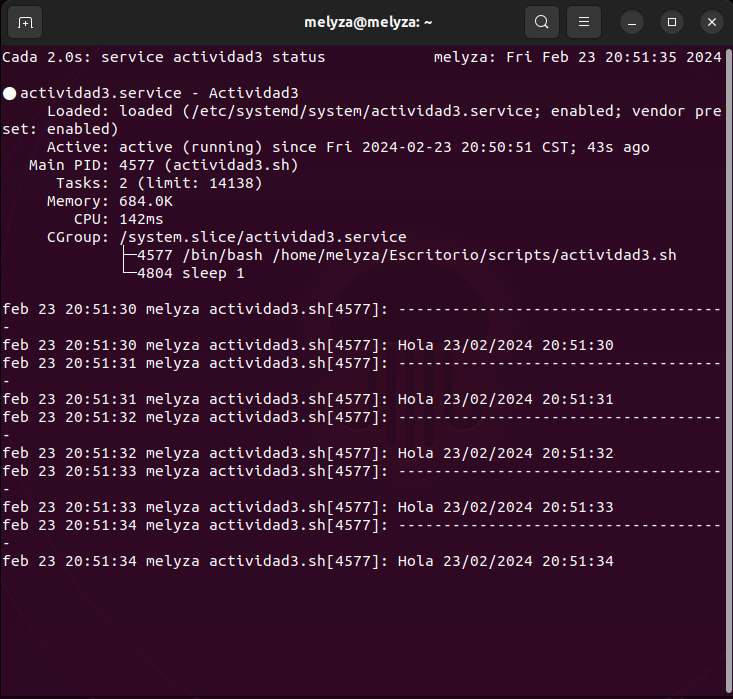 melyza@melyza: ~
Cada 2.0s: service actividad3 status            melyza: Fri Feb 23 20:51:35 2024
● actividad3.service - Actividad3
     Loaded: loaded (/etc/systemd/system/actividad3.service; enabled; vendor pre
set: enabled)
     Active: active (running) since Fri 2024-02-23 20:50:51 CST; 43s ago
   Main PID: 4577 (actividad3.sh)
      Tasks: 2 (limit: 14138)
     Memory: 684.0K
        CPU: 142ms
     CGroup: /system.slice/actividad3.service
             ├─4577 /bin/bash /home/melyza/Escritorio/scripts/actividad3.sh
             └─4804 sleep 1
feb 23 20:51:30 melyza actividad3.sh[4577]: ------------------------------------
-
feb 23 20:51:30 melyza actividad3.sh[4577]: Hola 23/02/2024 20:51:30
feb 23 20:51:31 melyza actividad3.sh[4577]: ------------------------------------
-
feb 23 20:51:31 melyza actividad3.sh[4577]: Hola 23/02/2024 20:51:31
feb 23 20:51:32 melyza actividad3.sh[4577]: ------------------------------------
-
feb 23 20:51:32 melyza actividad3.sh[4577]: Hola 23/02/2024 20:51:32
feb 23 20:51:33 melyza actividad3.sh[4577]: ------------------------------------
-
feb 23 20:51:33 melyza actividad3.sh[4577]: Hola 23/02/2024 20:51:33
feb 23 20:51:34 melyza actividad3.sh[4577]: ------------------------------------
-
feb 23 20:51:34 melyza actividad3.sh[4577]: Hola 23/02/2024 20:51:34